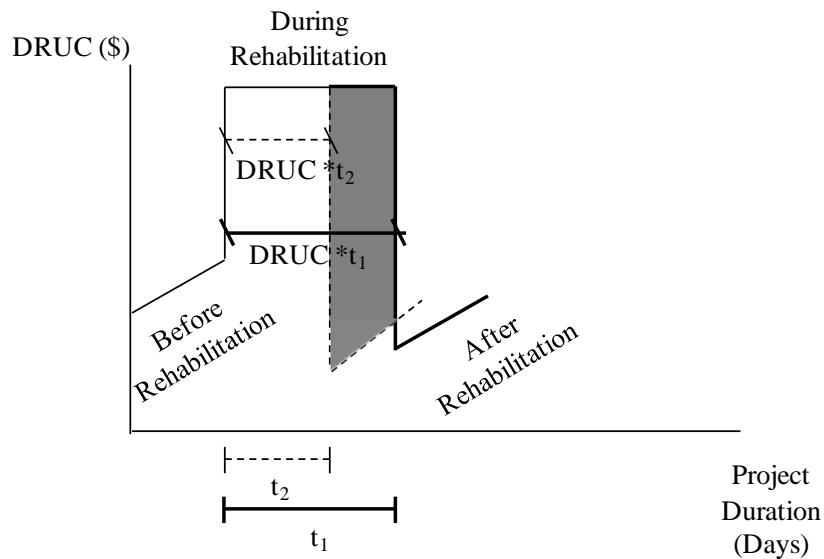 During
Rehabilitation
DRUC ($)
DRUC *t₂
DRUC *t₁
Before
Rehabilitation
After
Rehabilitation
t₂
t₁
Project
Duration
(Days)